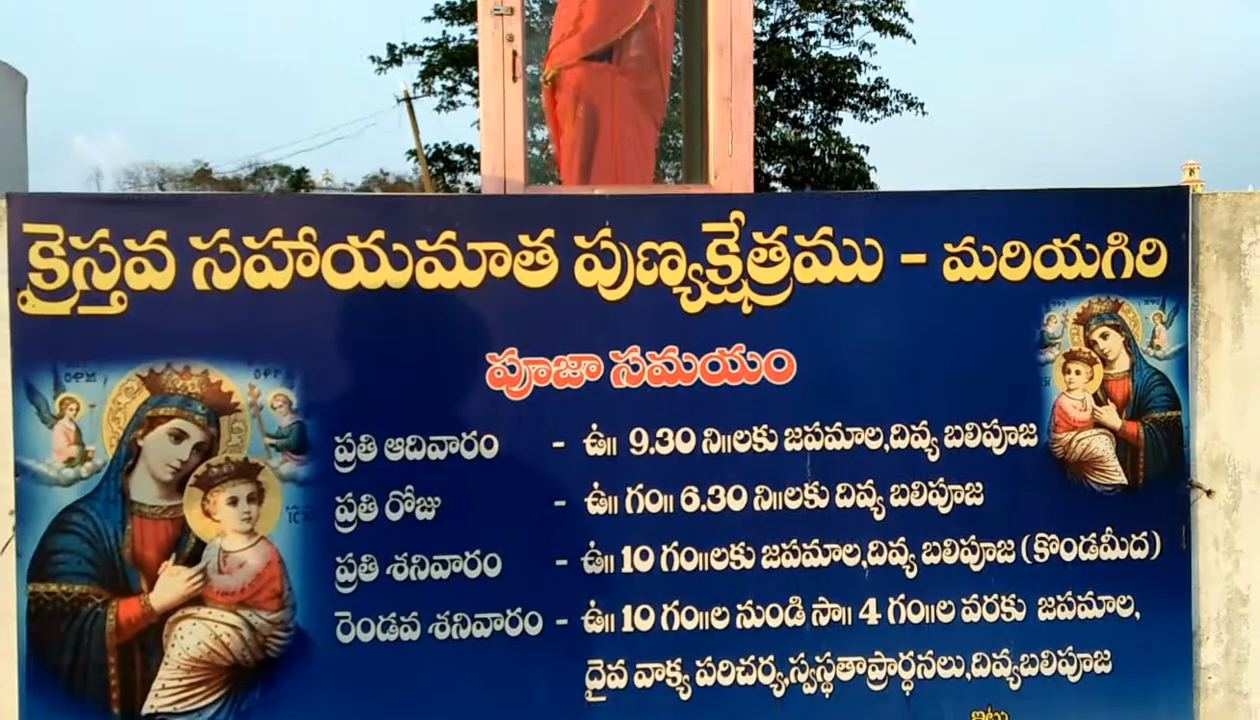 క్రైస్తవ సహాయమాత పుణ్యక్షేత్రము - మరియగిరి
పూజా సమయం
ప్రతి ఆదివారం - ఉ॥ 9.30 ని॥లకు జపమాల,దివ్య బలిపూజ
ప్రతి రోజు - ఉ॥ గం॥ 6.30 ని॥లకు దివ్య బలిపూజ
ప్రతి శనివారం - ఉ॥ 10 గం॥లకు జపమాల,దివ్య బలిపూజ (కొండమీద)
రెండవ శనివారం - ఉ॥ 10 గం॥ల నుండి సా॥ 4 గం॥ల వరకు జపమాల,
దైవ వాక్య పరిచర్య,స్వస్థతాప్రార్ధనలు,దివ్యబలిపూజ